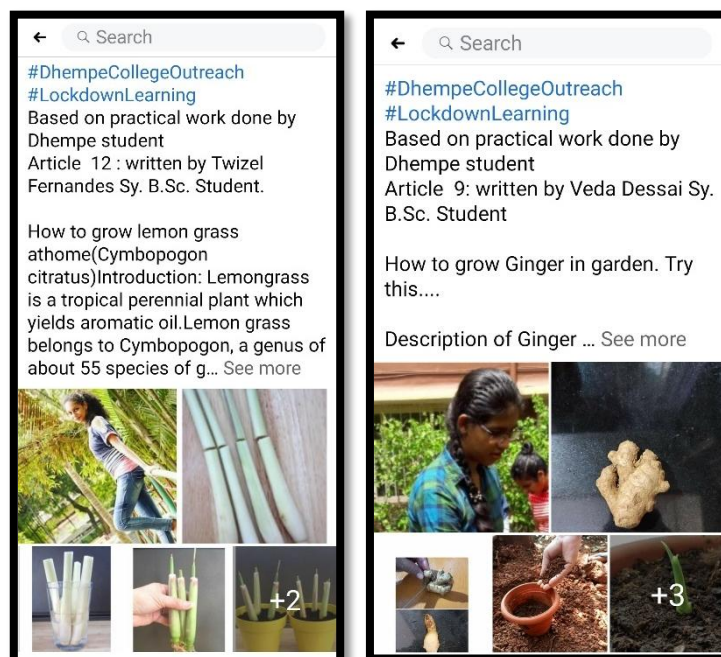 Search
#DhempeCollegeOutreach
#LockdownLearning
Based on practical work done by
Dhempe student
Article 12 : written by Twizel
Fernandes Sy. B.Sc. Student.
How to grow lemon grass
athome(Cymbopogon
citratus)Introduction: Lemongrass
is a tropical perennial plant which
yields aromatic oil.Lemon grass
belongs to Cymbopogon, a genus of
about 55 species of g... See more
+2
Search
#DhempeCollegeOutreach
#LockdownLearning
Based on practical work done by
Dhempe student
Article 9: written by Veda Dessai Sy.
B.Sc. Student
How to grow Ginger in garden. Try
this....
Description of Ginger ... See more
+3